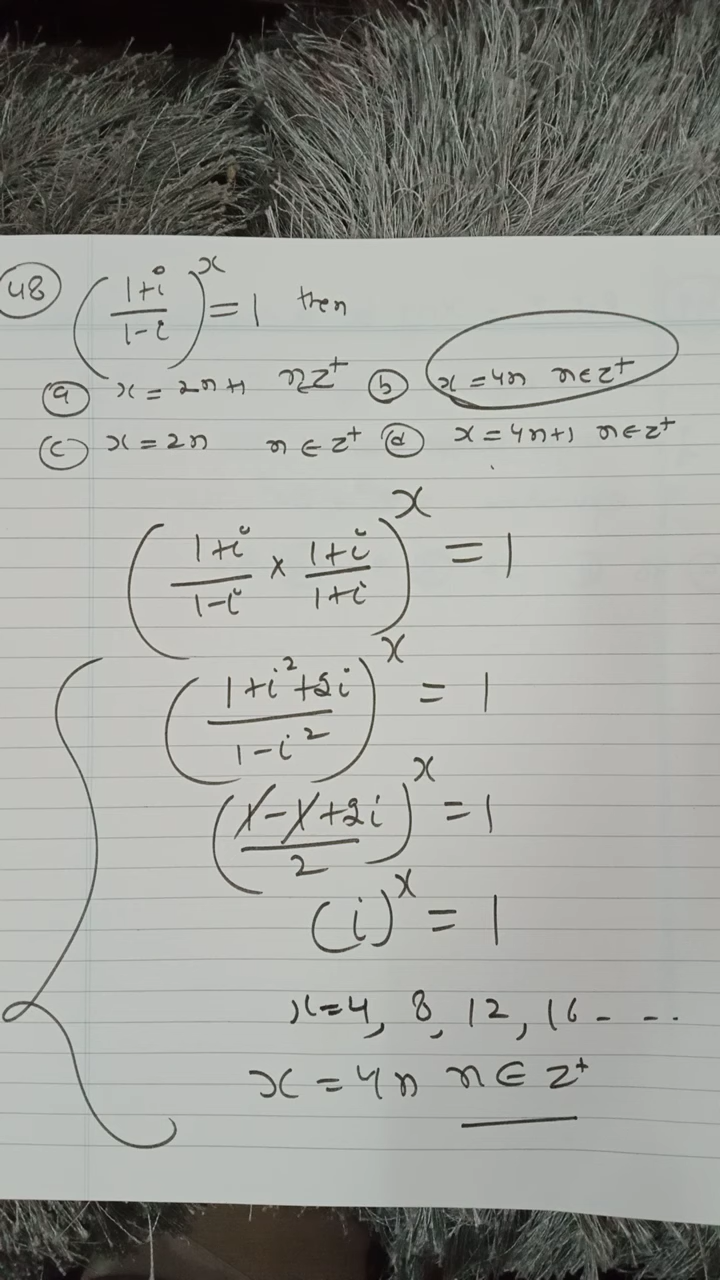 48 ((1+i)/(1-i))^x = 1 then
a x = 2n+1 n Z⁺ b x = 4n n∈z⁺
c x = 2n n ∈ z⁺ d x = 4n+1 n∈z⁺
((1+i)/(1-i) × (1+i)/(1+i))^x = 1
((1+i²+2i)/(1-i²))^x = 1
((1-1+2i)/2)^x = 1
(i)^x = 1
x=4, 8, 12, 16 - - -
x = 4n n∈ z⁺